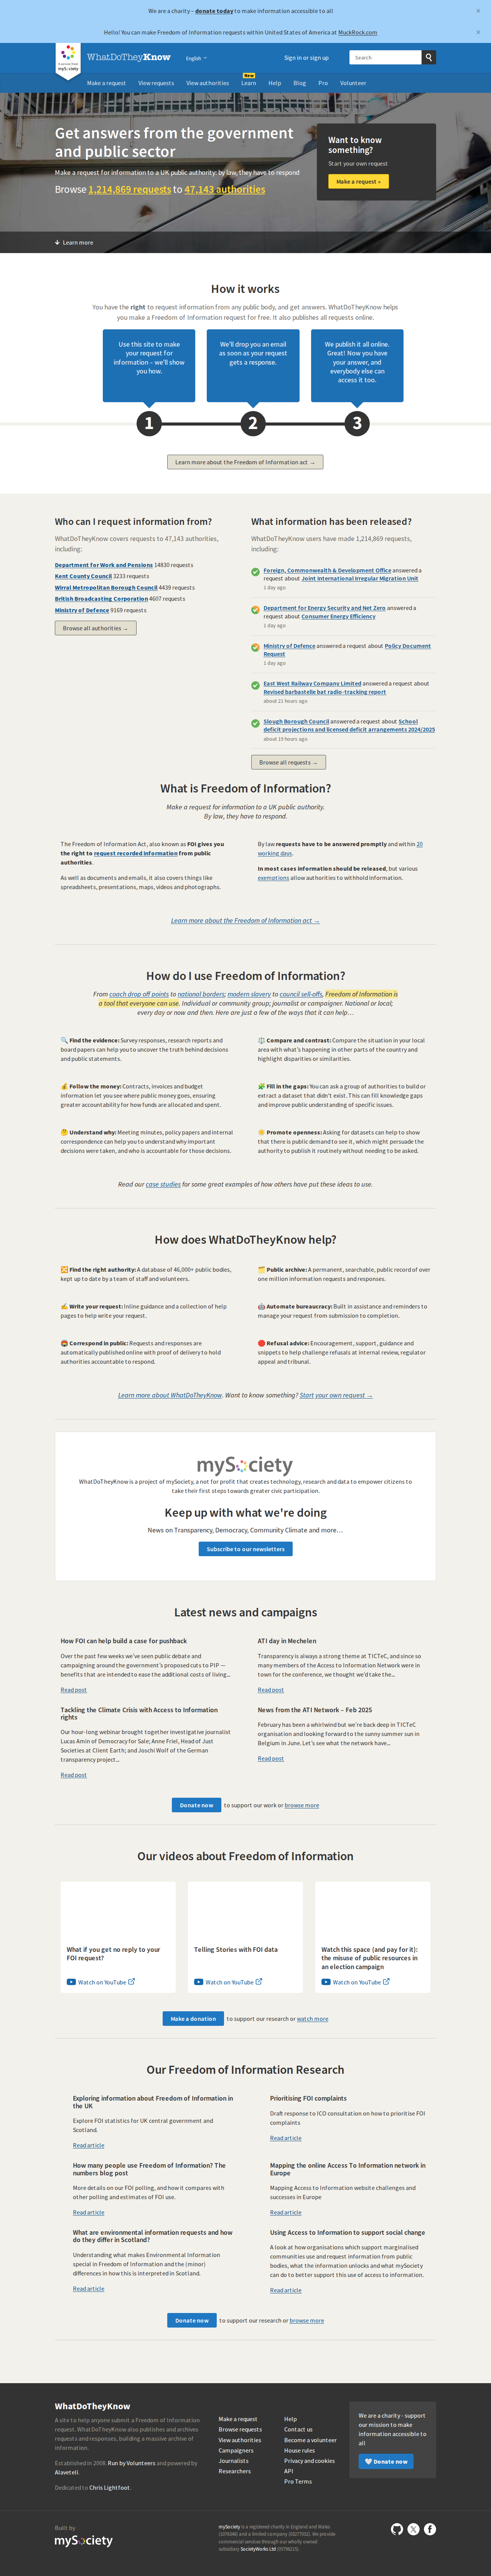 We are a charity – donate today to make information accessible to all
×
Hello! You can make Freedom of Information requests within United States of America at MuckRock.com
×
a project by
mySociety
WhatDoTheyKnow
English
Sign in or sign up
Search
Make a request
View requests
View authorities
New
Learn
Help
Blog
Pro
Volunteer
Get answers from the government
and public sector
Make a request for information to a UK public authority: by law, they have to respond
Browse 1,214,869 requests to 47,143 authorities
Want to know
something?
Start your own request
Make a request »
Learn more
How it works
You have the right to request information from any public body, and get answers. WhatDoTheyKnow helps
you make a Freedom of Information request for free. It also publishes all requests online.
Use this site to make
your request for
information – we'll show
you how.
We'll drop you an email
as soon as your request
gets a response.
We publish it all online.
Great! Now you have
your answer, and
everybody else can
access it too.
1
2
3
Learn more about the Freedom of Information act →
Who can I request information from?
WhatDoTheyKnow covers requests to 47,143 authorities,
including:
Department for Work and Pensions 14830 requests
Kent County Council 3233 requests
Wirral Metropolitan Borough Council 4439 requests
British Broadcasting Corporation 4607 requests
Ministry of Defence 9169 requests
Browse all authorities →
What information has been released?
WhatDoTheyKnow users have made 1,214,869 requests,
including:
Foreign, Commonwealth & Development Office answered a
request about Joint International Irregular Migration Unit
1 day ago
Department for Energy Security and Net Zero answered a
request about Consumer Energy Efficiency
1 day ago
Ministry of Defence answered a request about Policy Document
Request
1 day ago
East West Railway Company Limited answered a request about
Revised barbastelle bat radio-tracking report
about 21 hours ago
Slough Borough Council answered a request about School
deficit projections and licensed deficit arrangements 2024/2025
about 19 hours ago
Browse all requests →
What is Freedom of Information?
Make a request for information to a UK public authority.
By law, they have to respond.
The Freedom of Information Act, also known as FOI gives you
the right to request recorded information from public
authorities.
As well as documents and emails, it also covers things like
spreadsheets, presentations, maps, videos and photographs.
By law requests have to be answered promptly and within 20
working days.
In most cases information should be released, but various
exemptions allow authorities to withhold information.
Learn more about the Freedom of Information act →
How do I use Freedom of Information?
From coach drop off points to national borders; modern slavery to council sell-offs, Freedom of Information is
a tool that everyone can use. Individual or community group; journalist or campaigner. National or local;
every day or now and then. Here are just a few of the ways that it can help…
🔍 Find the evidence: Survey responses, research reports and
board papers can help you to uncover the truth behind decisions
and public statements.
⚖️ Compare and contrast: Compare the situation in your local
area with what's happening in other parts of the country and
highlight disparities or similarities.
💰 Follow the money: Contracts, invoices and budget
information let you see where public money goes, ensuring
greater accountability for how funds are allocated and spent.
🧩 Fill in the gaps: You can ask a group of authorities to build or
extract a dataset that didn't exist. This can fill knowledge gaps
and improve public understanding of specific issues.
🤔 Understand why: Meeting minutes, policy papers and internal
correspondence can help you to understand why important
decisions were taken, and who is accountable for those decisions.
🌞 Promote openness: Asking for datasets can help to show
that there is public demand to see it, which might persuade the
authority to publish it routinely without needing to be asked.
Read our case studies for some great examples of how others have put these ideas to use.
How does WhatDoTheyKnow help?
🔀 Find the right authority: A database of 46,000+ public bodies,
kept up to date by a team of staff and volunteers.
🗂️ Public archive: A permanent, searchable, public record of over
one million information requests and responses.
✍️ Write your request: Inline guidance and a collection of help
pages to help write your request.
🤖 Automate bureaucracy: Built in assistance and reminders to
manage your request from submission to completion.
📮 Correspond in public: Requests and responses are
automatically published online with proof of delivery to hold
authorities accountable to respond.
🛑 Refusal advice: Encouragement, support, guidance and
snippets to help challenge refusals at internal review, regulator
appeal and tribunal.
Learn more about WhatDoTheyKnow. Want to know something? Start your own request →
mySociety
WhatDoTheyKnow is a project of mySociety, a not for profit that creates technology, research and data to empower citizens to
take their first steps towards greater civic participation.
Keep up with what we're doing
News on Transparency, Democracy, Community Climate and more…
Subscribe to our newsletters
Latest news and campaigns
How FOI can help build a case for pushback
Over the past few weeks we've seen public debate and
campaigning around the government's proposed cuts to PIP —
benefits that are intended to ease the additional costs of living...
Read post
ATI day in Mechelen
Transparency is always a strong theme at TICTeC, and since so
many members of the Access to Information Network were in
town for the conference, we thought we'd take the...
Read post
Tackling the Climate Crisis with Access to Information
rights
Our hour-long webinar brought together investigative journalist
Lucas Amin of Democracy for Sale; Anne Friel, Head of Just
Societies at Client Earth; and Joschi Wolf of the German
transparency project...
Read post
News from the ATI Network – Feb 2025
February has been a whirlwind but we're back deep in TICTeC
organisation and looking forward to the sunny summer sun in
Belgium in June. Let's see what the network have...
Read post
Donate now to support our work or browse more
Our videos about Freedom of Information
What if you get no reply to your
FOI request?
Watch on YouTube
Telling Stories with FOI data
Watch on YouTube
Watch this space (and pay for it):
the misuse of public resources in
an election campaign
Watch on YouTube
Make a donation to support our research or watch more
Our Freedom of Information Research
Exploring information about Freedom of Information in
the UK
Explore FOI statistics for UK central government and
Scotland.
Read article
Prioritising FOI complaints
Draft response to ICO consultation on how to prioritise FOI
complaints
Read article
How many people use Freedom of Information? The
numbers blog post
More details on our FOI polling, and how it compares with
other polling and estimates of FOI use.
Read article
Mapping the online Access To Information network in
Europe
Mapping Access to Information website challenges and
successes in Europe
Read article
What are environmental information requests and how
do they differ in Scotland?
Understanding what makes Environmental Information
special in Freedom of Information and the (minor)
differences in how this is interpreted in Scotland.
Read article
Using Access to Information to support social change
A look at how organisations which support marginalised
communities use and request information from public
bodies, what the information unlocks and what mySociety
can do to better support this use of access to information.
Read article
Donate now to support our research or browse more
WhatDoTheyKnow
A site to help anyone submit a Freedom of Information
request. WhatDoTheyKnow also publishes and archives
requests and responses, building a massive archive of
information.
Established in 2008. Run by Volunteers and powered by
Alaveteli.
Dedicated to Chris Lightfoot.
Make a request
Browse requests
View authorities
Campaigners
Journalists
Researchers
Help
Contact us
Become a volunteer
House rules
Privacy and cookies
API
Pro Terms
We are a charity - support
our mission to make
information accessible to
all
🤍 Donate now
Built by
mySociety
mySociety is a registered charity in England and Wales
(1076346) and a limited company (03277032). We provide
commercial services through our wholly owned
subsidiary SocietyWorks Ltd (05798215).